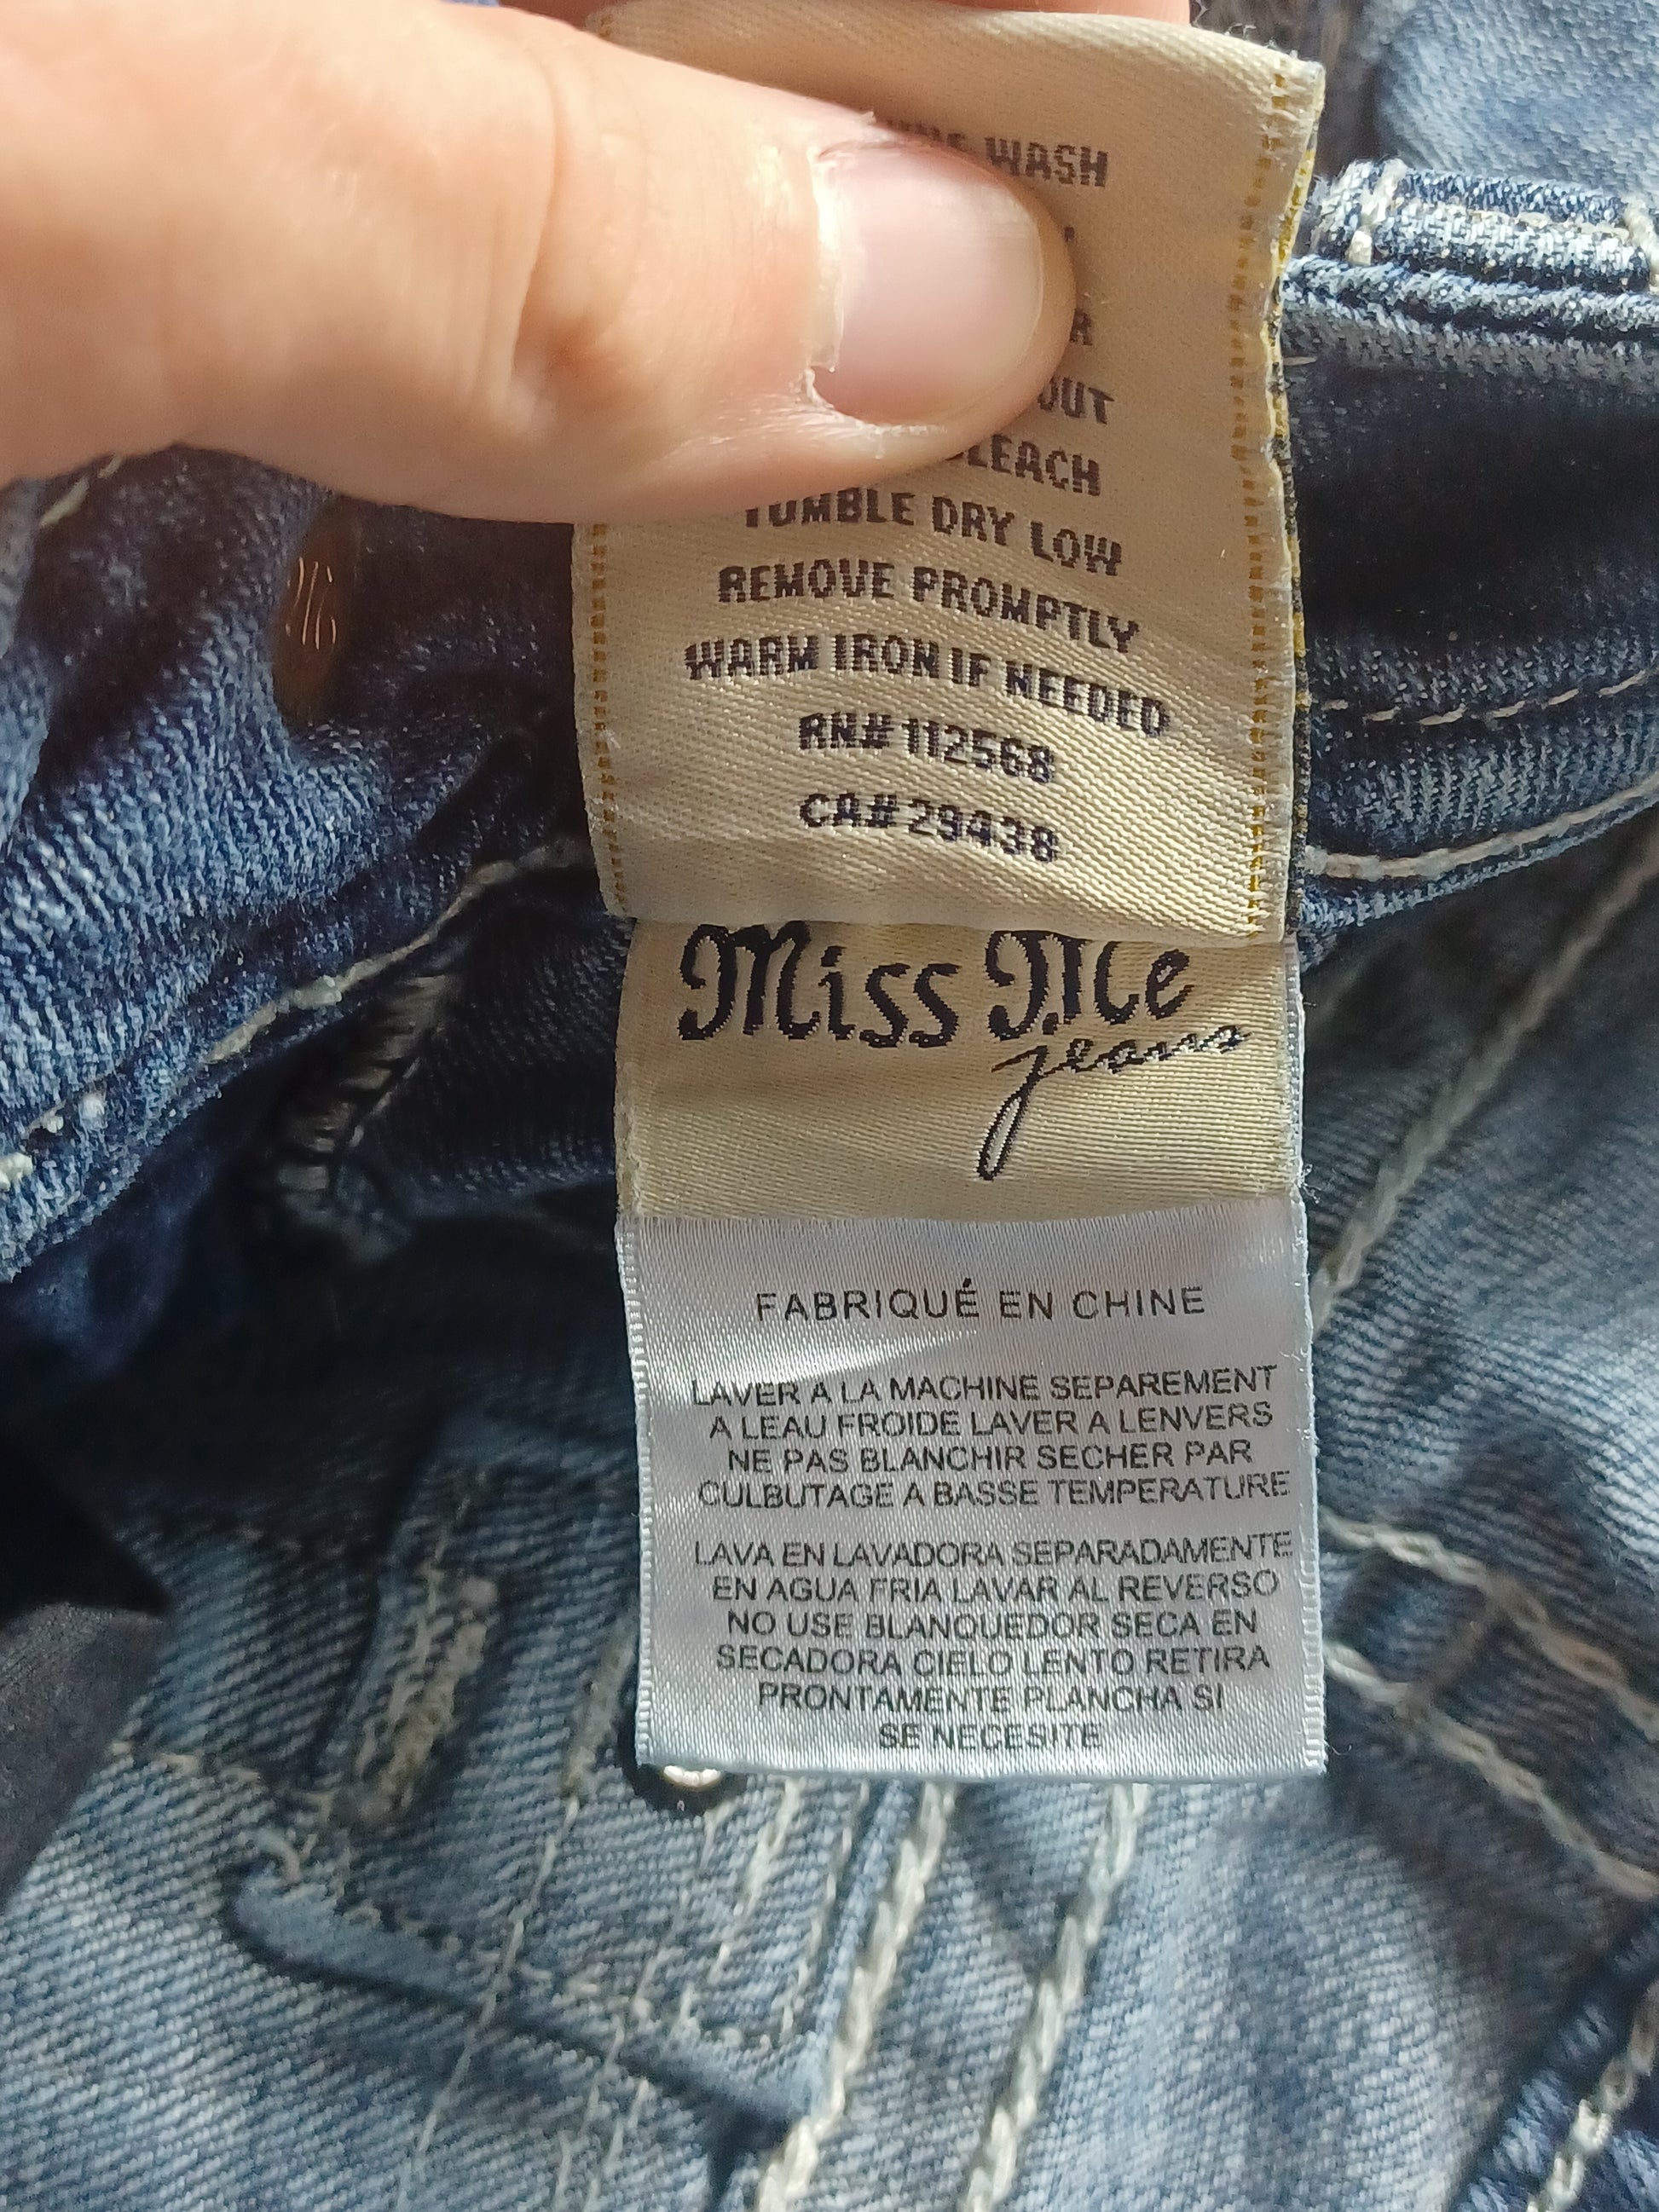 WASH
OUT
TUMBLE DRY LOW
REMOVE PROMPTLY
WARM IRON IF NEEDED
RN# 112568
CA# 29438
Miss Me
jeans
FABRIQUÉ EN CHINE
LAVER A LA MACHINE SEPAREMENT
A LEAU FROIDE LAVER A LENVERS
NE PAS BLANCHIR SECHER PAR
CULBUTAGE A BASSE TEMPERATURE
LAVA EN LAVADORA SEPARADAMENTE
EN AGUA FRIA LAVAR AL REVERSO
NO USE BLANQUEDOR SECA EN
SECADORA CIELO LENTO RETIRA
PRONTAMENTE PLANCHA SI
SE NECESITE